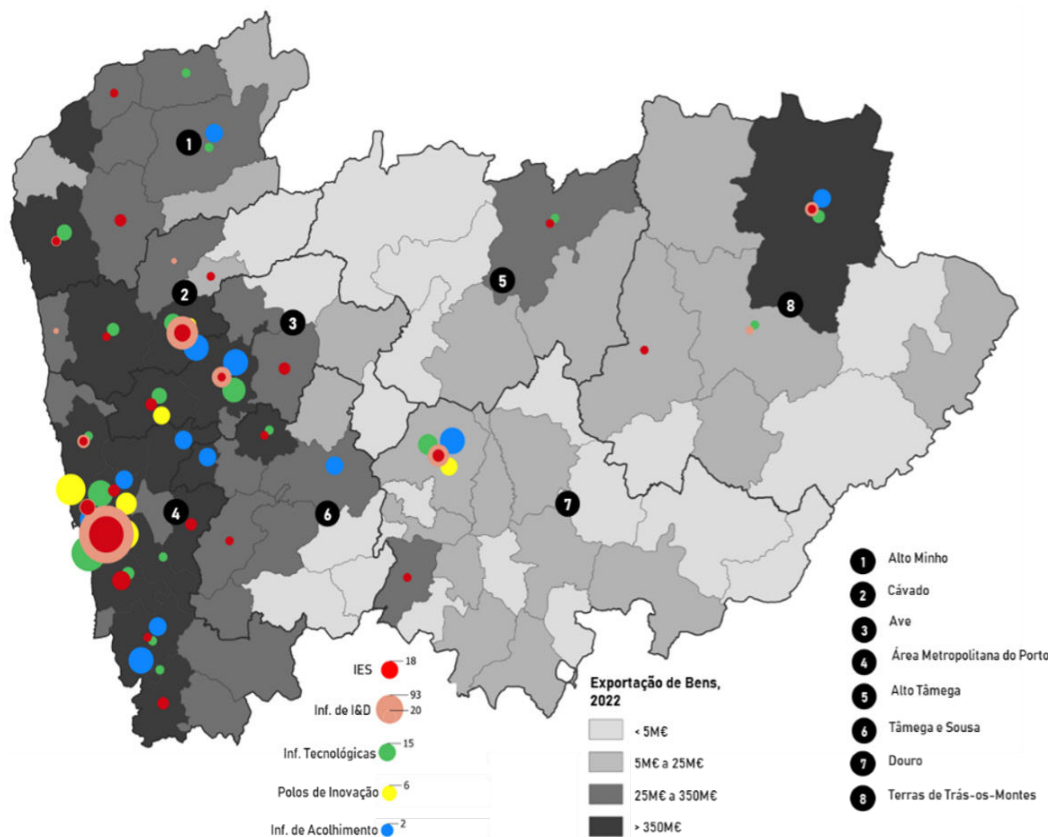 1
2
3
4
5
6
7
8
IES
18
Inf. de I&D
93
20
Inf. Tecnológicas
15
Polos de Inovação
6
Inf. de Acolhimento
2
Exportação de Bens,
2022
< 5M€
5M€ a 25M€
25M€ a 350M€
> 350M€
1 Alto Minho
2 Cávado
3 Ave
4 Área Metropolitana do Porto
5 Alto Tâmega
6 Tâmega e Sousa
7 Douro
8 Terras de Trás-os-Montes